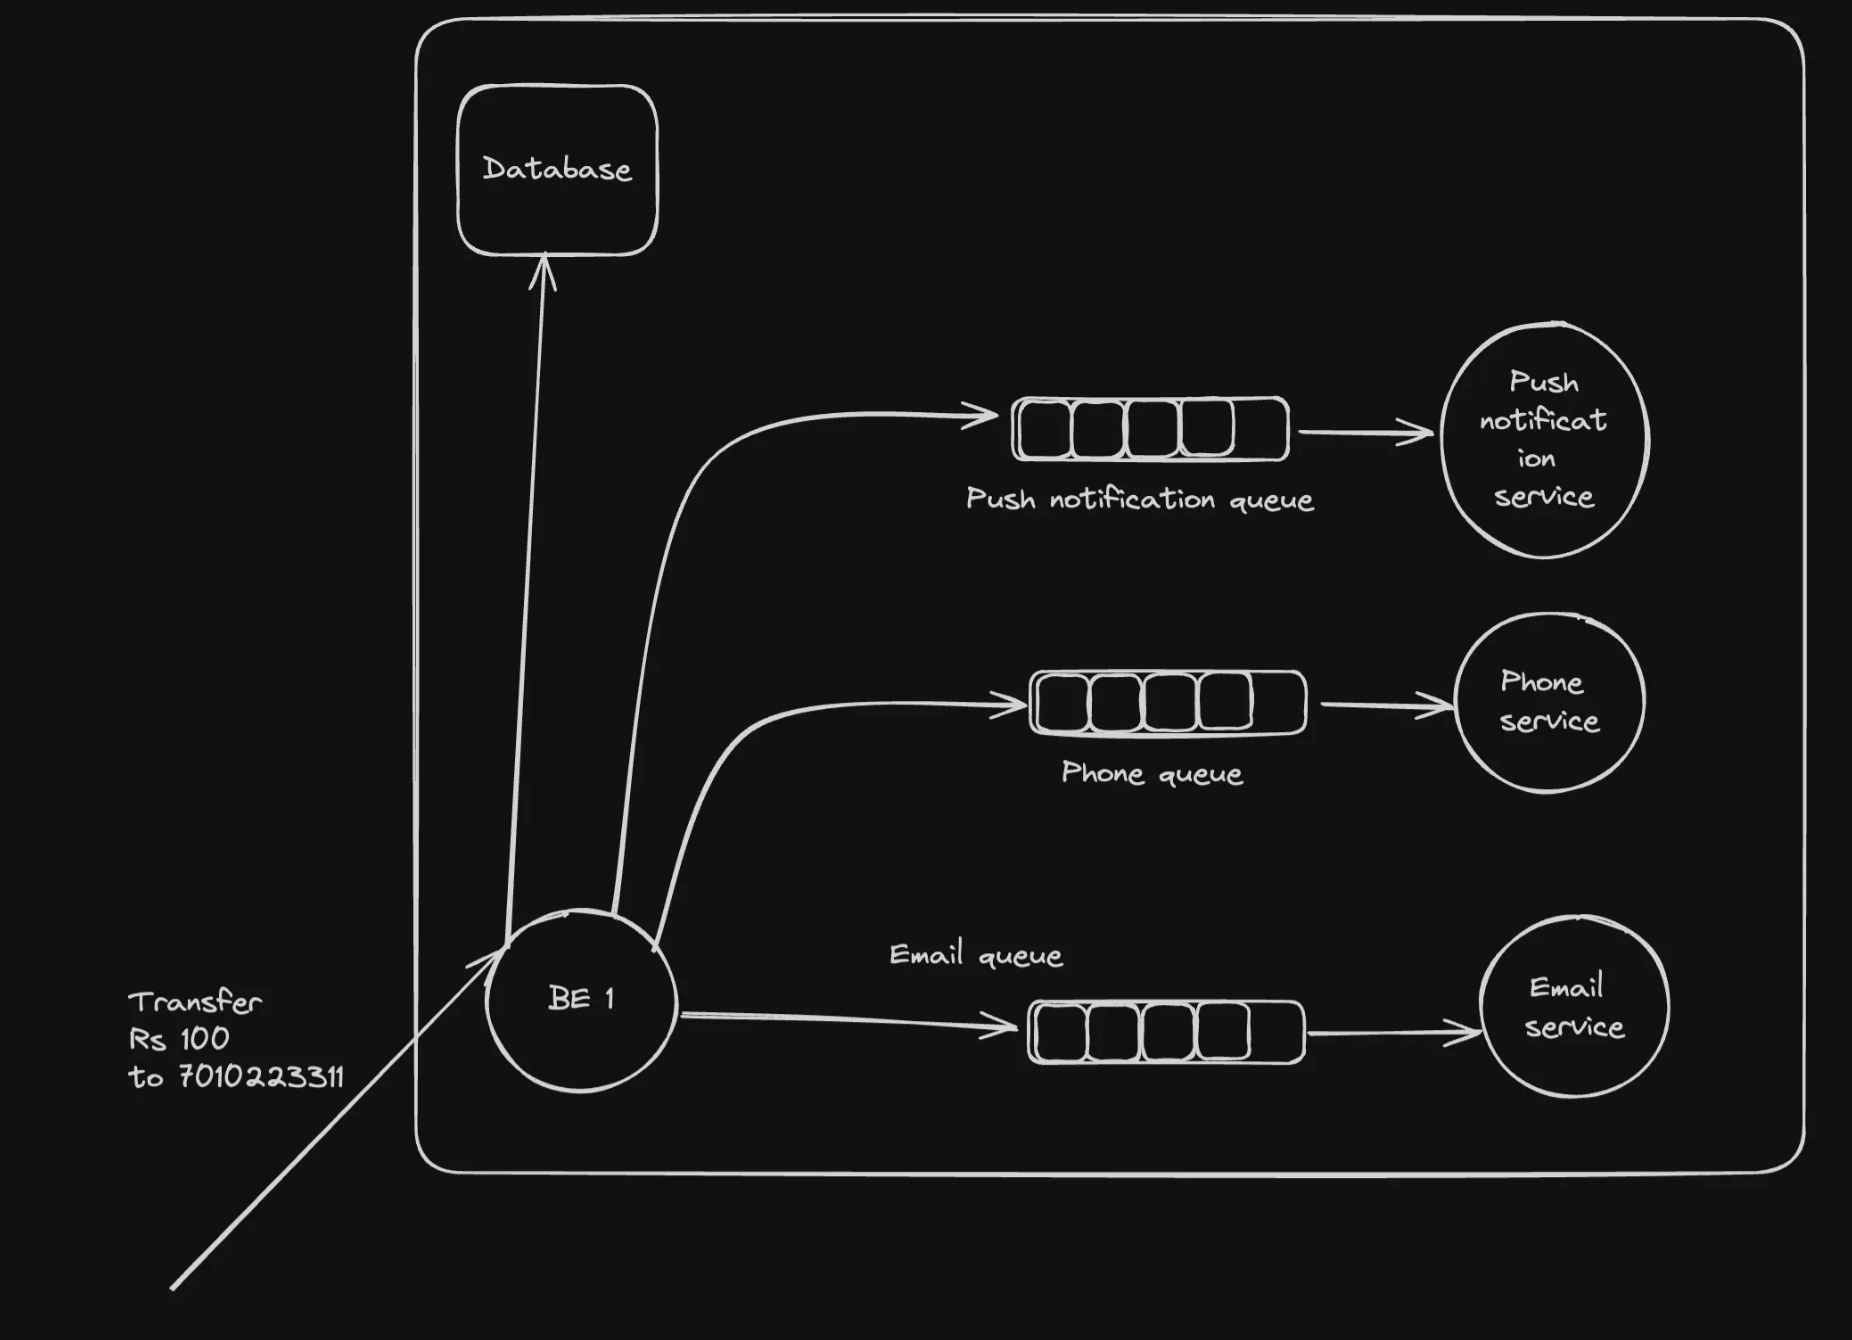 Database
Push
notificat
ion
service
Push notification queue
Phone
service
Phone queue
Email queue
BE 1
Email
service
Transfer
Rs 100
to 7010223311